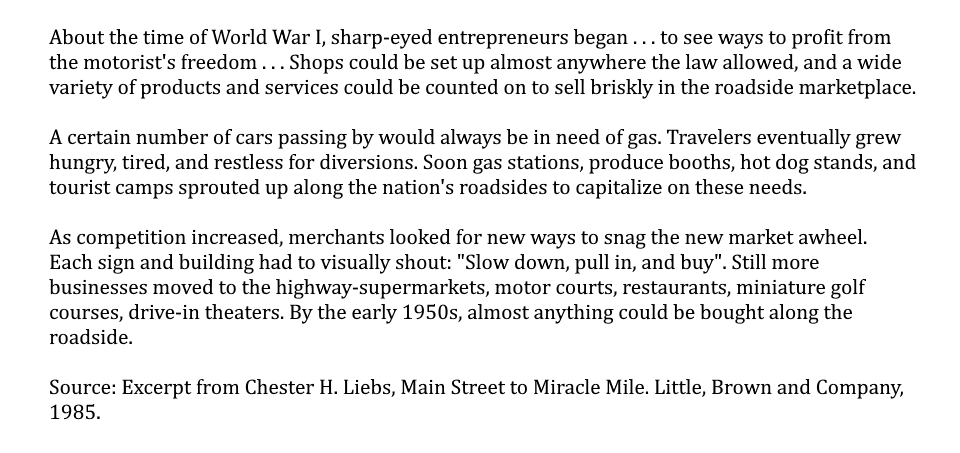 About the time of World War I, sharp-eyed entrepreneurs began . . . to see ways to profit from
the motorist's freedom . . . Shops could be set up almost anywhere the law allowed, and a wide
variety of products and services could be counted on to sell briskly in the roadside marketplace.
A certain number of cars passing by would always be in need of gas. Travelers eventually grew
hungry, tired, and restless for diversions. Soon gas stations, produce booths, hot dog stands, and
tourist camps sprouted up along the nation's roadsides to capitalize on these needs.
As competition increased, merchants looked for new ways to snag the new market awheel.
Each sign and building had to visually shout: "Slow down, pull in, and buy". Still more
businesses moved to the highway-supermarkets, motor courts, restaurants, miniature golf
courses, drive-in theaters. By the early 1950s, almost anything could be bought along the
roadside.
Source: Excerpt from Chester H. Liebs, Main Street to Miracle Mile. Little, Brown and Company,
1985.